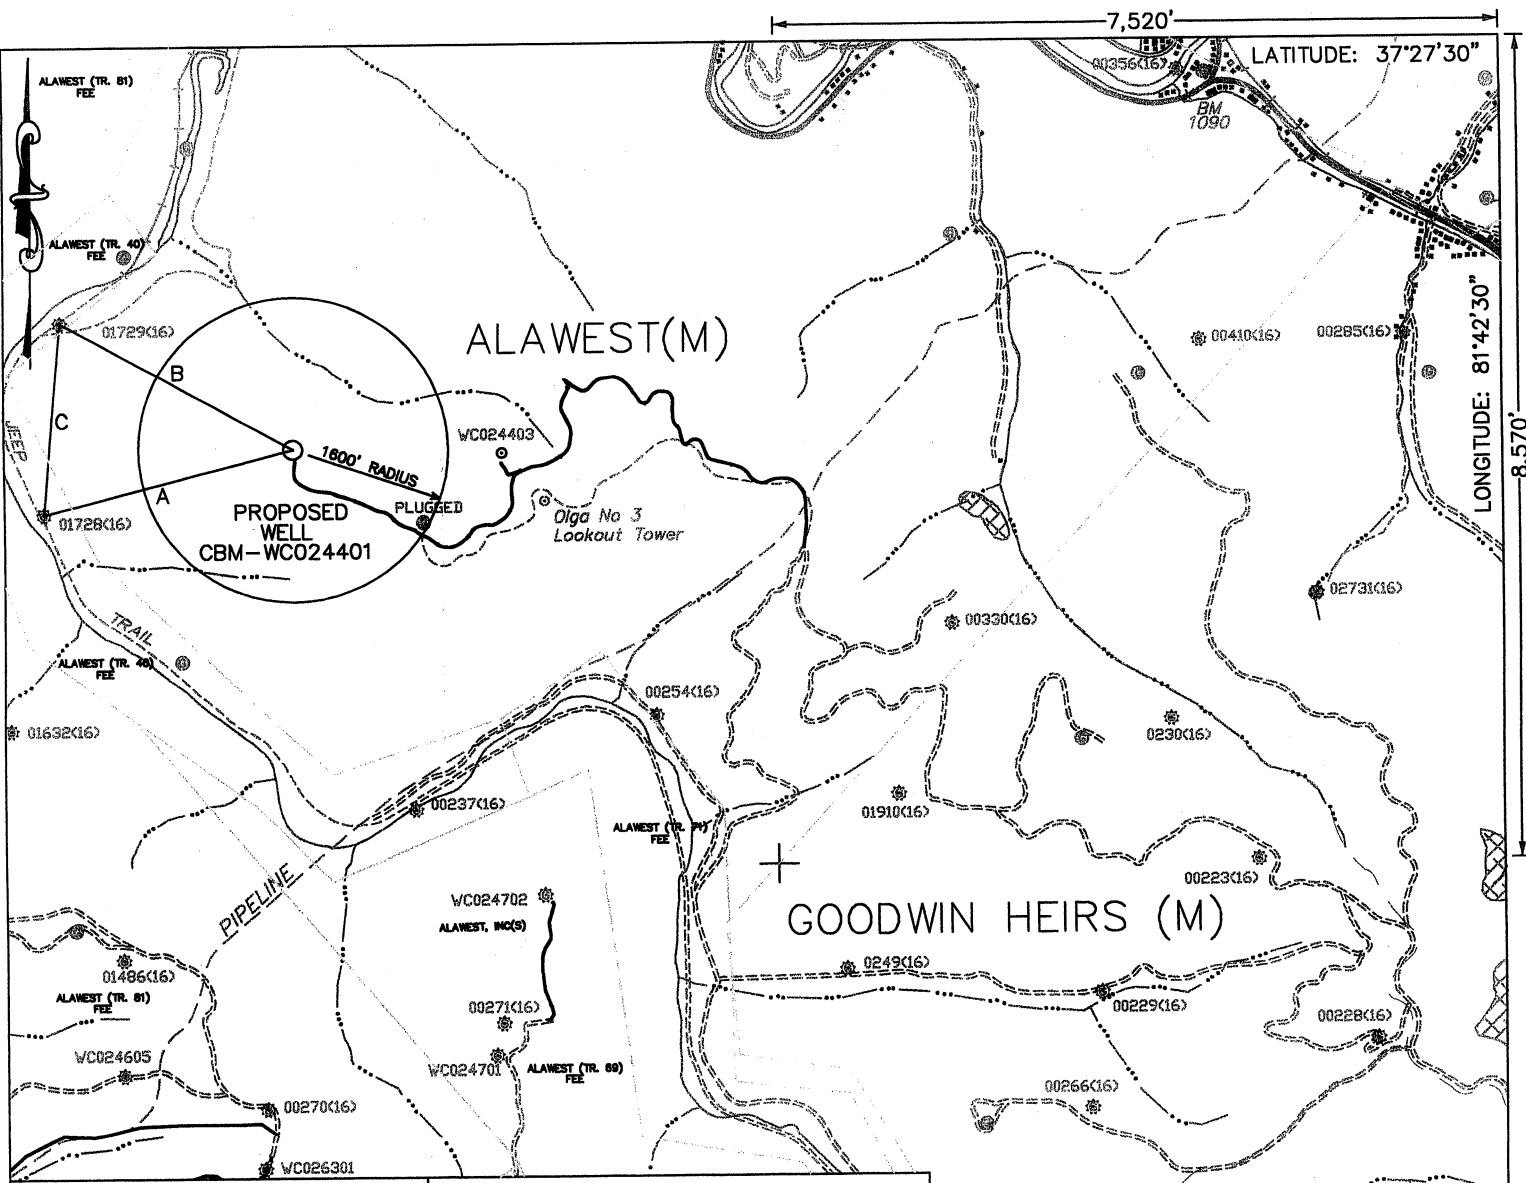 7,520'
LATITUDE: 37°27'30"
ALAWEST (TR. 81)
FEE
00356(16)
BM
1090
ALAWEST (TR. 40)
FEE
01729(16)
ALAWEST(M)
00410(16)
00285(16)
LONGITUDE: 81°42'30"
8,570'
B
C
JEEP
WC024403
1600' RADIUS
A
PLUGGED
01728(16)
PROPOSED
WELL
CBM-WC024401
Olga No 3
Lookout Tower
02731(16)
TRAIL
00330(16)
ALAWEST (TR. 46)
FEE
00254(16)
01632(16)
0230(16)
00237(16)
01910(16)
ALAWEST (TR. 71)
FEE
PIPELINE
00223(16)
WC024702
ALAWEST, INC(S)
GOODWIN HEIRS (M)
01486(16)
0249(16)
ALAWEST (TR. 81)
FEE
00271(16)
00229(16)
00228(16)
WC024605
WC024701
ALAWEST (TR. 69)
FEE
00266(16)
00270(16)
WC026301